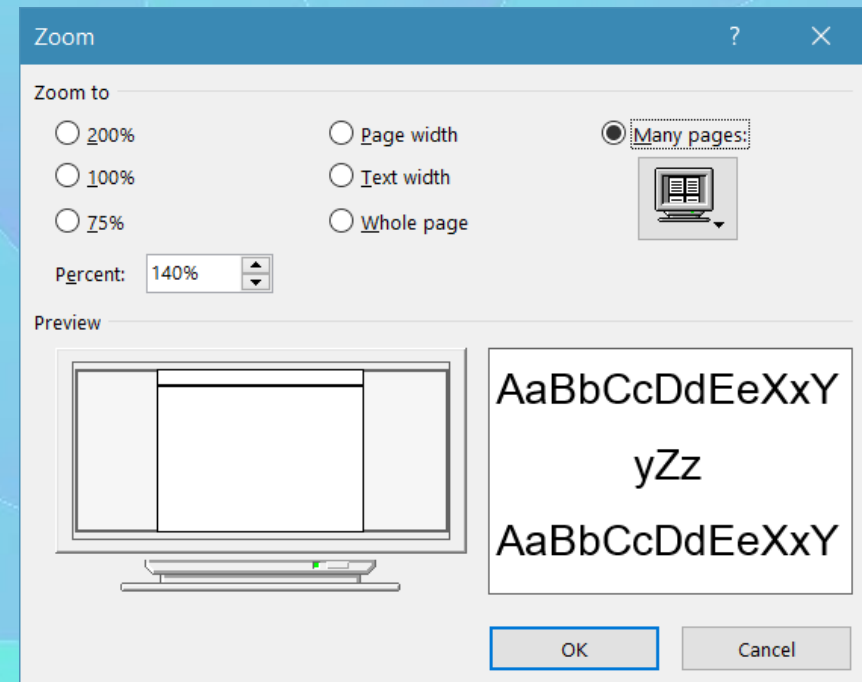 Zoom ?
Zoom to
200% Page width Many pages:
100% Text width
75% Whole page
Percent: 140%
Preview
AaBbCcDdEeXxY
yZz
AaBbCcDdEeXxY
OK Cancel